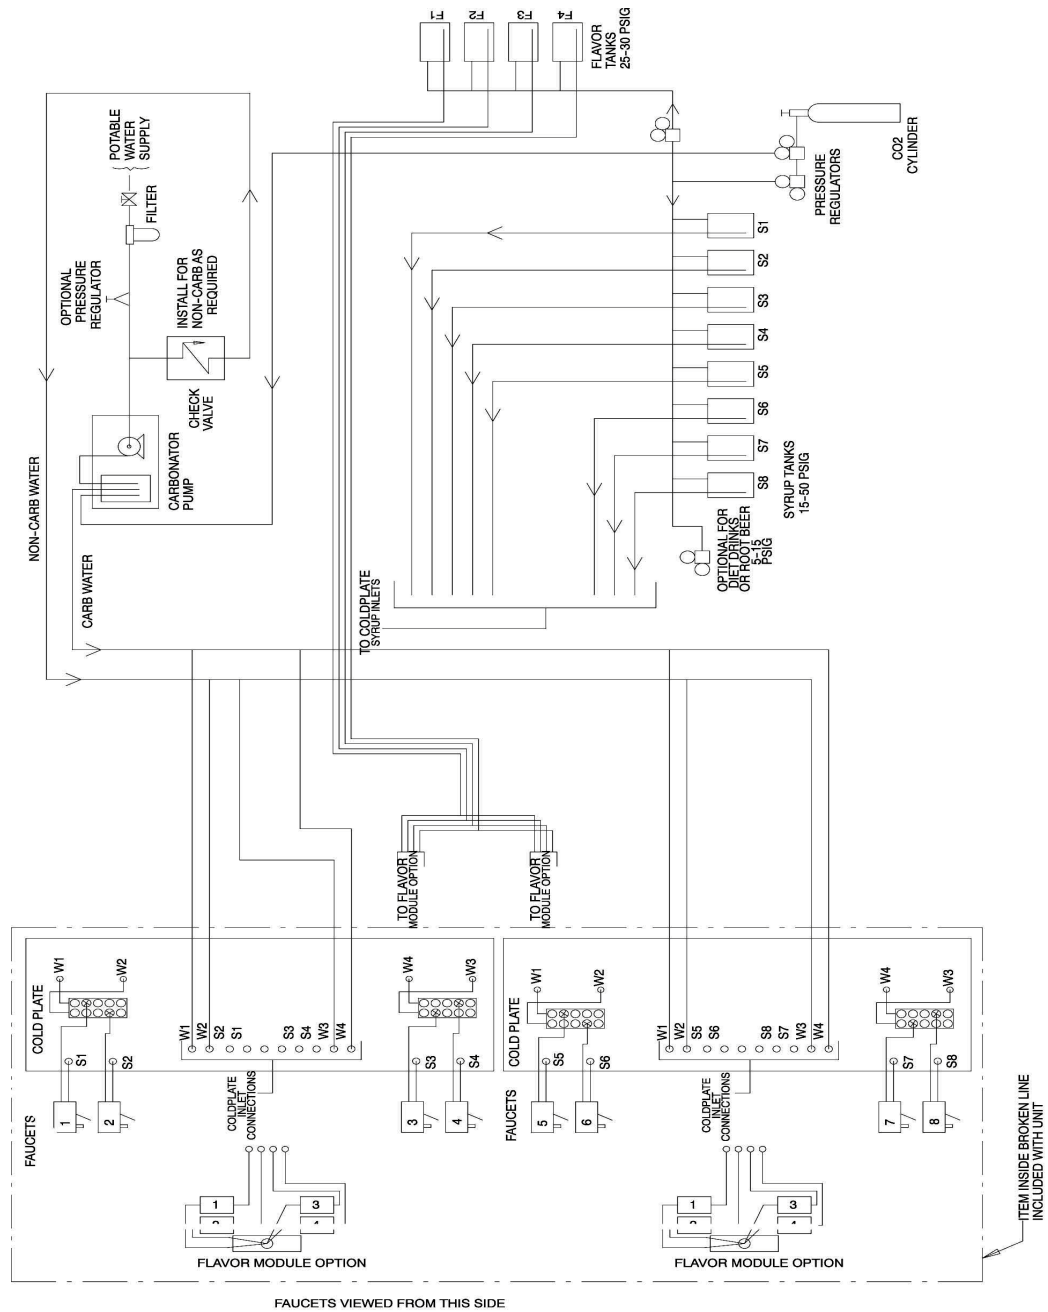 F1
F2
F3
F4
FLAVOR
TANKS
25-30 PSIG
POTABLE
WATER
SUPPLY
FILTER
CO2
CYLINDER
PRESSURE
REGULATORS
OPTIONAL
PRESSURE
REGULATOR
INSTALL FOR
NON-CARB AS
REQUIRED
CHECK
VALVE
CARBONATOR
PUMP
NON-CARB WATER
CARB WATER
S1
S2
S3
S4
S5
S6
S7
S8
SYRUP TANKS
15-50 PSIG
OPTIONAL FOR
DIET DRINKS
OR ROOT BEER
5-15
PSIG
TO COLDPLATE
SYRUP INLETS
TO FLAVOR
MODULE OPTION
TO FLAVOR
MODULE OPTION
COLD PLATE
W1
W2
W4
W3
W1
W2
S2
S1
S3
S4
W3
W4
S1
S2
S3
S4
FAUCETS
1
2
3
4
COLDPLATE
INLET
CONNECTIONS
1
3
FLAVOR MODULE OPTION
COLD PLATE
W1
W2
W4
W3
W1
W2
S5
S6
S8
S7
W3
W4
S5
S6
S7
S8
FAUCETS
5
6
7
8
COLDPLATE
INLET
CONNECTIONS
1
3
FLAVOR MODULE OPTION
ITEM INSIDE BROKEN LINE
INCLUDED WITH UNIT
FAUCETS VIEWED FROM THIS SIDE